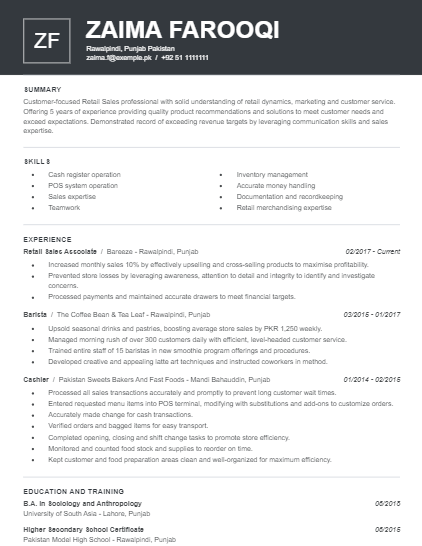 ZF
ZAIMA FAROOQI
Rawalpindi, Punjab Pakistan
zaima.f@exemple.pk / +92 51 1111111
SUMMARY
Customer-focused Retail Sales professional with solid understanding of retail dynamics, marketing and customer service.
Offering 5 years of experience providing quality product recommendations and solutions to meet customer needs and
exceed expectations. Demonstrated record of exceeding revenue targets by leveraging communication skills and sales
expertise.
SKILLS
• Cash register operation
• POS system operation
• Sales expertise
• Teamwork
• Inventory management
• Accurate money handling
• Documentation and recordkeeping
• Retail merchandising expertise
EXPERIENCE
Retail Sales Associate / Bareeze - Rawalpindi, Punjab 02/2017 - Current
• Increased monthly sales 10% by effectively upselling and cross-selling products to maximise profitability.
• Prevented store losses by leveraging awareness, attention to detail and integrity to identify and investigate
concerns.
• Processed payments and maintained accurate drawers to meet financial targets.
Barista / The Coffee Bean & Tea Leaf - Rawalpindi, Punjab 03/2015 - 01/2017
• Upsold seasonal drinks and pastries, boosting average store sales by PKR 1,250 weekly.
• Managed morning rush of over 300 customers daily with efficient, level-headed customer service.
• Trained entire staff of 15 baristas in new smoothie program offerings and procedures.
• Developed creative and appealing latte art techniques and instructed coworkers in method.
Cashier / Pakistan Sweets Bakers And Fast Foods - Mandi Bahauddin, Punjab 01/2014 - 02/2015
• Processed all sales transactions accurately and promptly to prevent long customer wait times.
• Entered menu item requests into POS terminal, modifying with substitutions and add-ons to customize orders.
• Accurately made change for cash transactions.
• Verified orders and bagged items for easy transport.
• Completed opening, closing and shift change tasks to promote store efficiency.
• Monitored and counted food stock and supplies to reorder on time.
• Kept customer and food preparation areas clean and well-organized for maximum efficiency.
EDUCATION AND TRAINING
B.A. In Sociology and Anthropology 06/2018
University of South Asia - Lahore, Punjab
Higher Secondary School Certificate 06/2015
Pakistan Model High School - Rawalpindi, Punjab